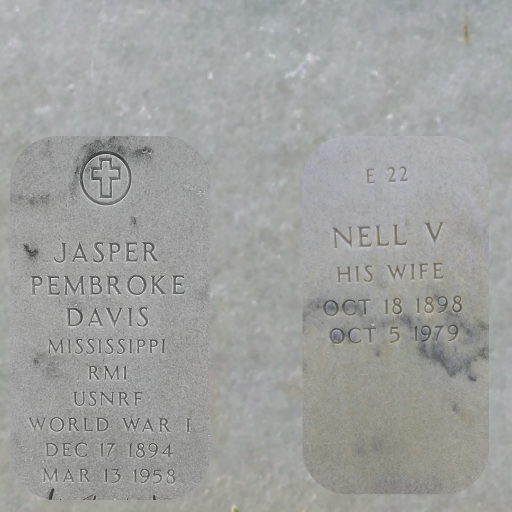 JASPER
PEMBROKE
DAVIS
MISSISSIPPI
RM1
USNRF
WORLD WAR I
DEC 17 1894
MAR 13 1958
E 22
NELL V
HIS WIFE
OCT 18 1898
OCT 5 1979